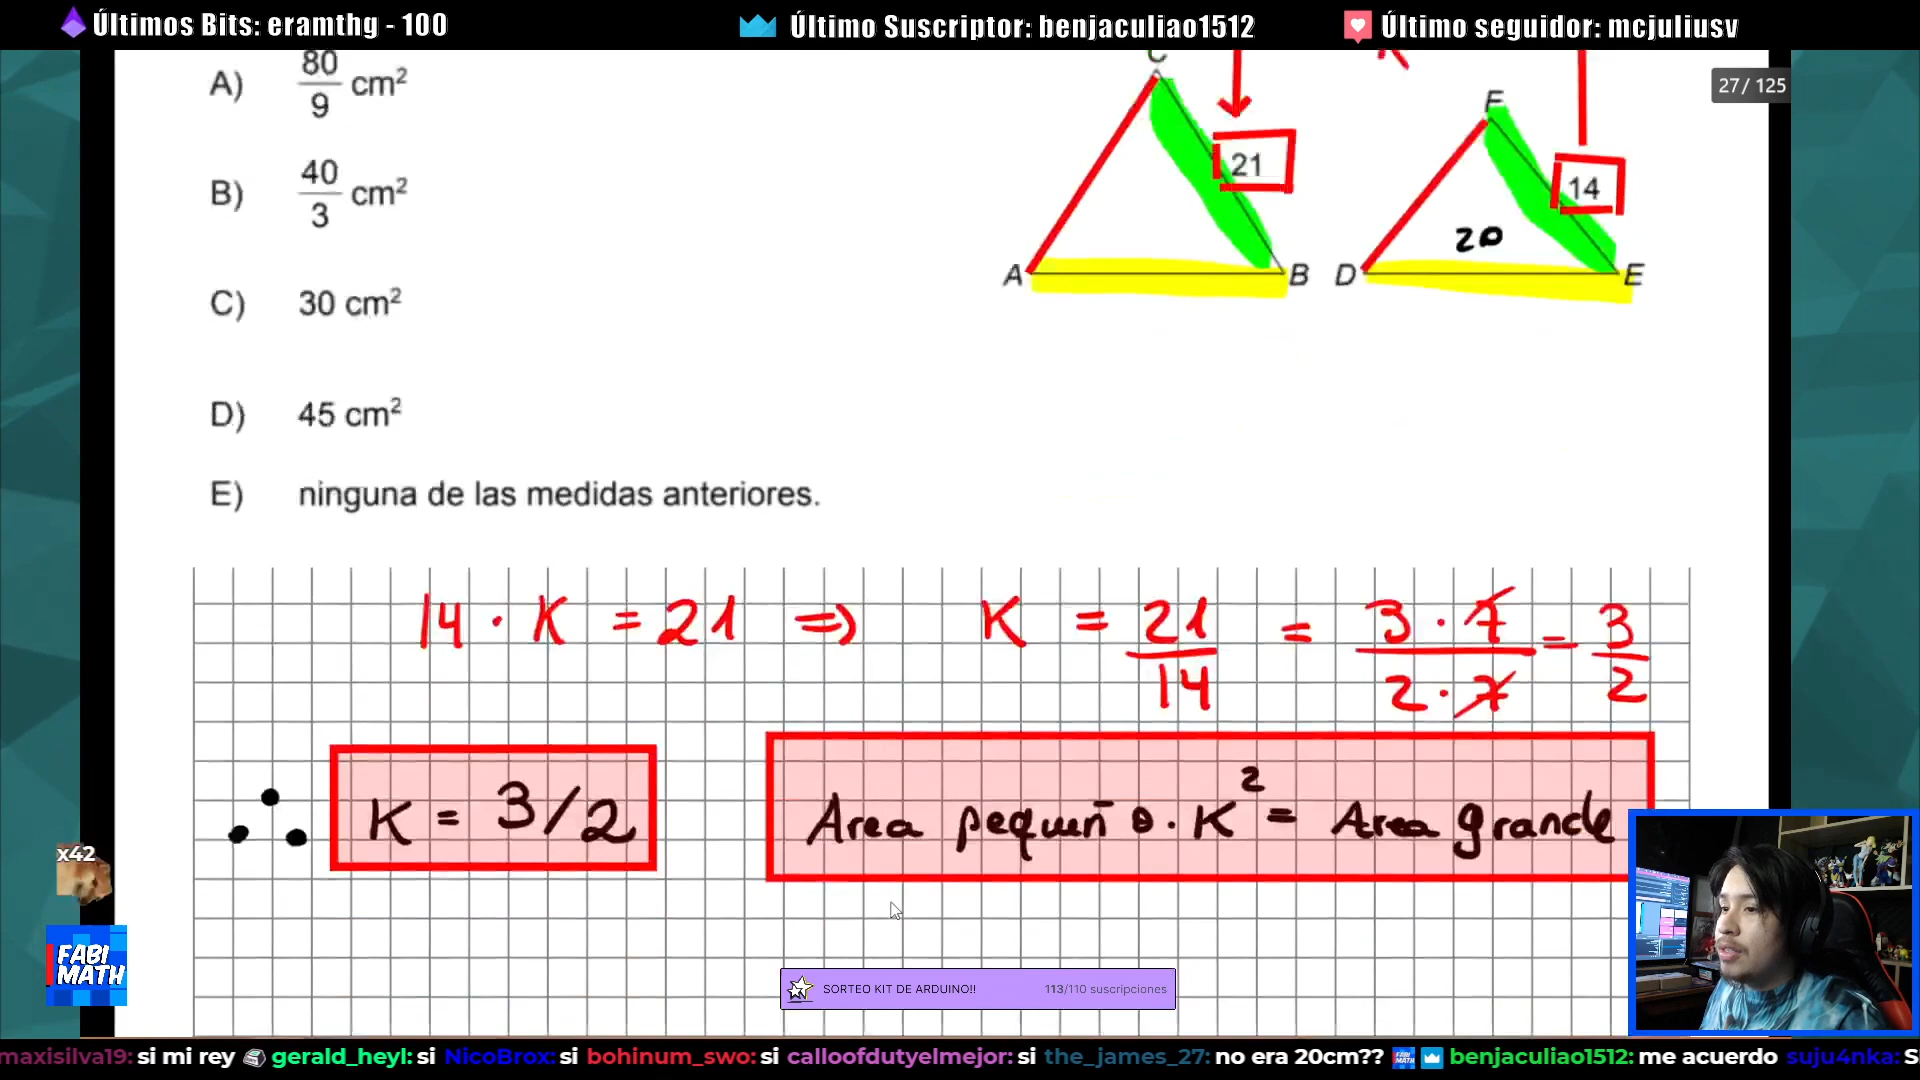 Últimos Bits: eramthg - 100
Último Suscriptor: benjaculiao1512
Último seguidor: mcjuliusv
27 / 125
A) 80/9 cm²
B) 40/3 cm²
C) 30 cm²
D) 45 cm²
E) ninguna de las medidas anteriores.
C
21
A
B
F
14
20
D
E
14 · K = 21 => K = 21/14 = 3 · 7 / 2 · 7 = 3/2
K = 3/2
Area pequeña · K² = Area grande
x42
FABI
MATH
SORTEO KIT DE ARDUINO!! 113/110 suscripciones
maxisilva19: si mi rey gerald_heyl: si NicoBrox: si bohinum_swo: si calloofdutyelmejor: si the_james_27: no era 20cm?? benjaculiao1512: me acuerdo suju4nka: S